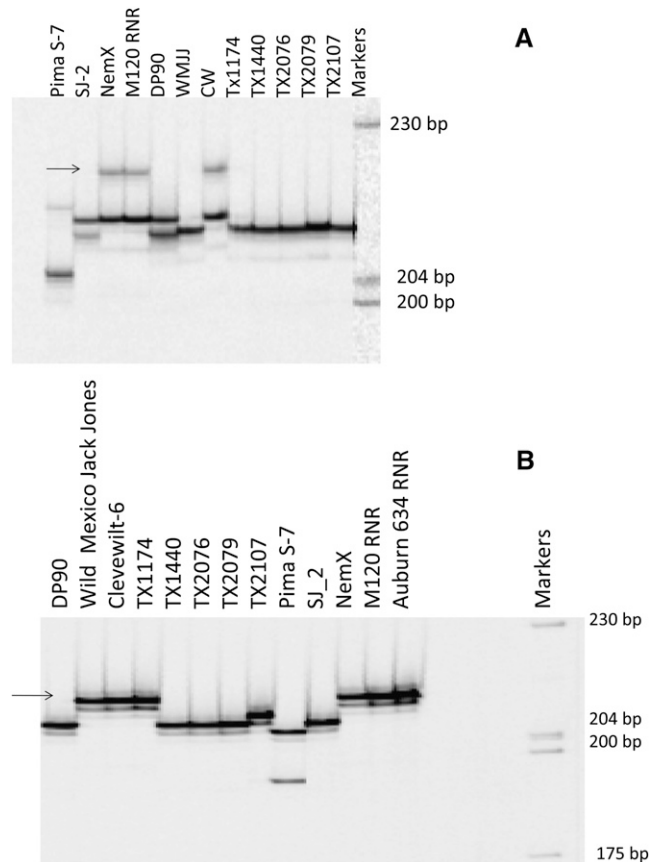 A
Pima S-7
SJ-2
NemX
M120 RNR
DP90
WMJJ
CW
Tx1174
TX1440
TX2076
TX2079
TX2107
Markers
230 bp
204 bp
200 bp
B
DP90
Wild Mexico Jack Jones
Clevewilt-6
TX1174
TX1440
TX2076
TX2079
TX2107
Pima S-7
SJ_2
NemX
M120 RNR
Auburn 634 RNR
Markers
230 bp
204 bp
200 bp
175 bp